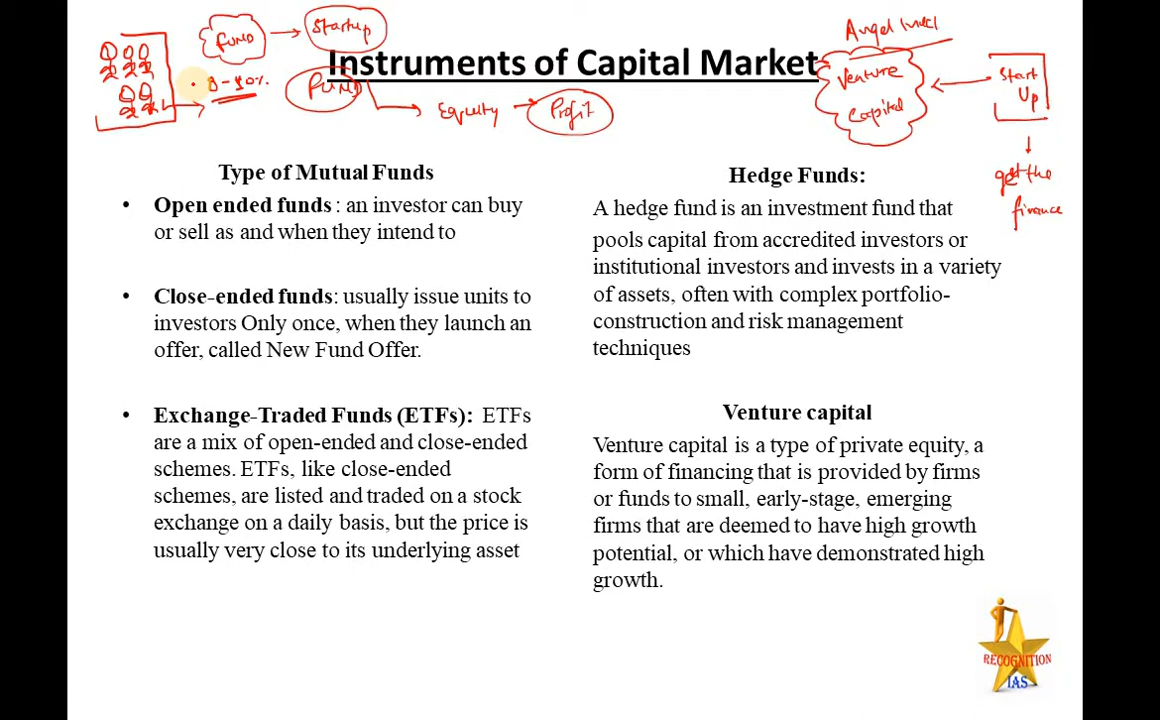 FUND
Startup
Angel
Instruments of Capital Market
Venture
Capital
Start
Up
8-10%
FUND
Equity
Profit
get the
finance
Type of Mutual Funds
• Open ended funds : an investor can buy
or sell as and when they intend to
• Close-ended funds: usually issue units to
investors Only once, when they launch an
offer, called New Fund Offer.
• Exchange-Traded Funds (ETFs): ETFs
are a mix of open-ended and close-ended
schemes. ETFs, like close-ended
schemes, are listed and traded on a stock
exchange on a daily basis, but the price is
usually very close to its underlying asset
Hedge Funds:
A hedge fund is an investment fund that
pools capital from accredited investors or
institutional investors and invests in a variety
of assets, often with complex portfolio-
construction and risk management
techniques
Venture capital
Venture capital is a type of private equity, a
form of financing that is provided by firms
or funds to small, early-stage, emerging
firms that are deemed to have high growth
potential, or which have demonstrated high
growth.
RECOGNITION
IAS